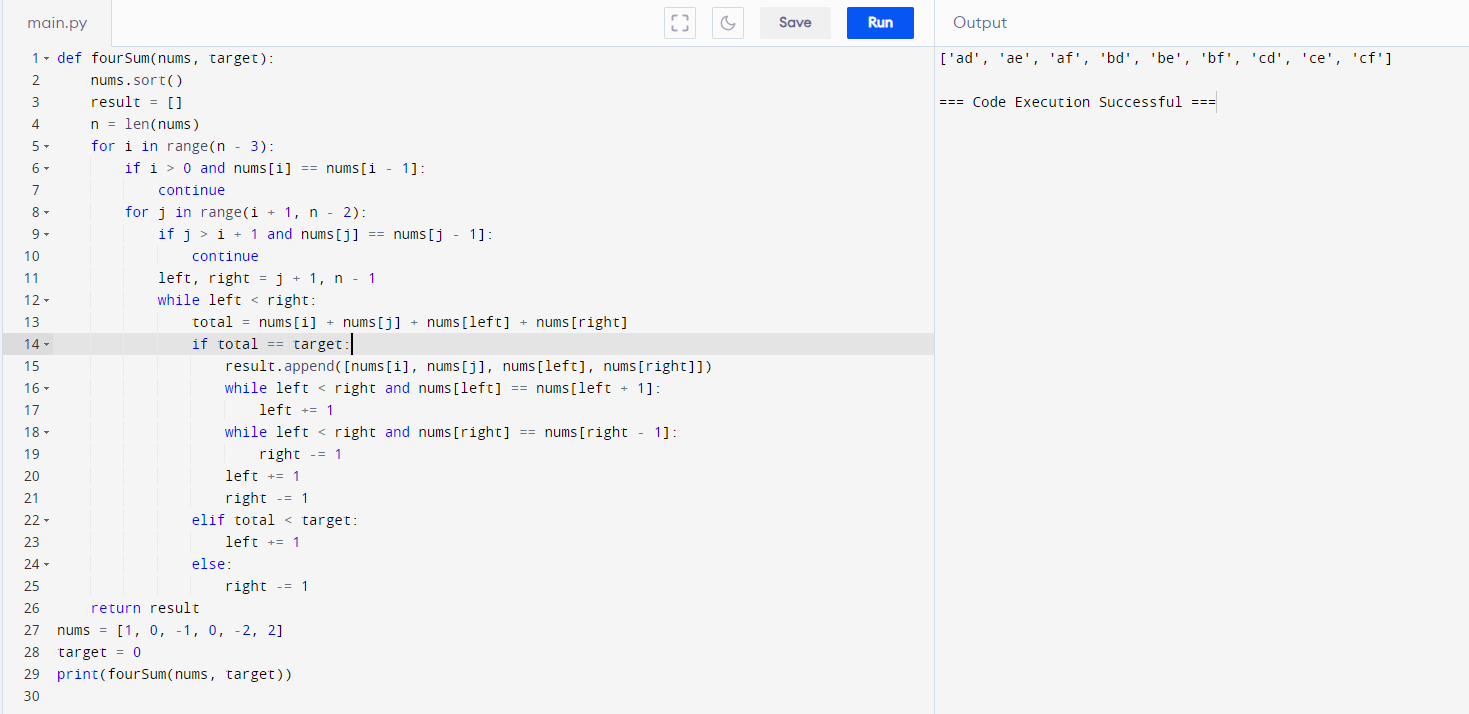 main.py
Save
Run
Output
1 def fourSum(nums, target):
2     nums.sort()
3     result = []
4     n = len(nums)
5     for i in range(n - 3):
6         if i > 0 and nums[i] == nums[i - 1]:
7             continue
8         for j in range(i + 1, n - 2):
9             if j > i + 1 and nums[j] == nums[j - 1]:
10                 continue
11             left, right = j + 1, n - 1
12             while left < right:
13                 total = nums[i] + nums[j] + nums[left] + nums[right]
14                 if total == target:
15                     result.append([nums[i], nums[j], nums[left], nums[right]])
16                     while left < right and nums[left] == nums[left + 1]:
17                         left += 1
18                     while left < right and nums[right] == nums[right - 1]:
19                         right -= 1
20                     left += 1
21                     right -= 1
22                 elif total < target:
23                     left += 1
24                 else:
25                     right -= 1
26     return result
27 nums = [1, 0, -1, 0, -2, 2]
28 target = 0
29 print(fourSum(nums, target))
30
['ad', 'ae', 'af', 'bd', 'be', 'bf', 'cd', 'ce', 'cf']
=== Code Execution Successful ===